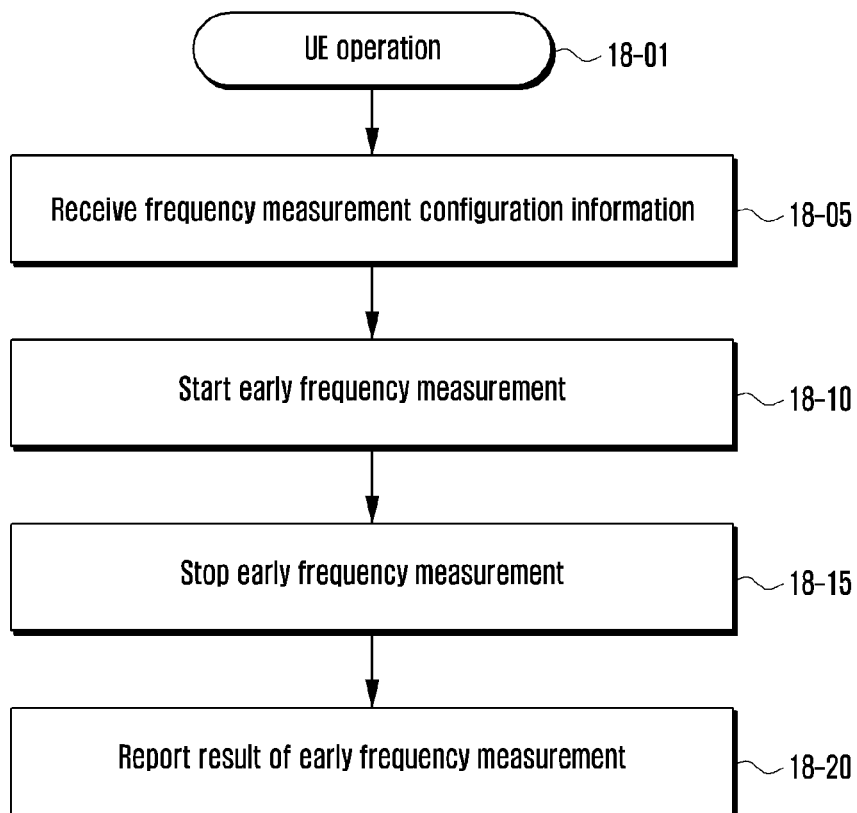 UE operation
18-01
Receive frequency measurement configuration information
18-05
Start early frequency measurement
18-10
Stop early frequency measurement
18-15
Report result of early frequency measurement
18-20